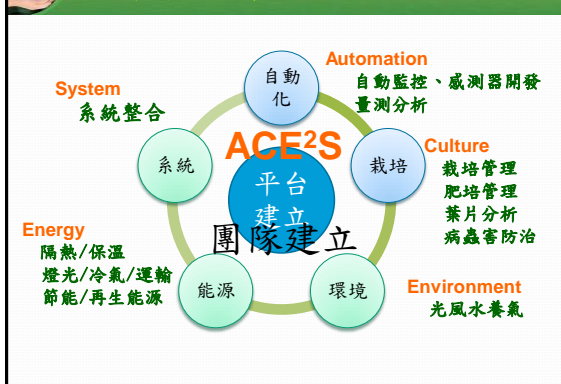 Automation
自動監控、感測器開發
量測分析
自動
化
System
系統整合
系統
ACE²S
平台
建立
團隊建立
栽培
Culture
栽培管理
肥培管理
葉片分析
病蟲害防治
Energy
隔熱/保溫
燈光/冷氣/運輸
節能/再生能源
能源
環境
Environment
光風水養氣